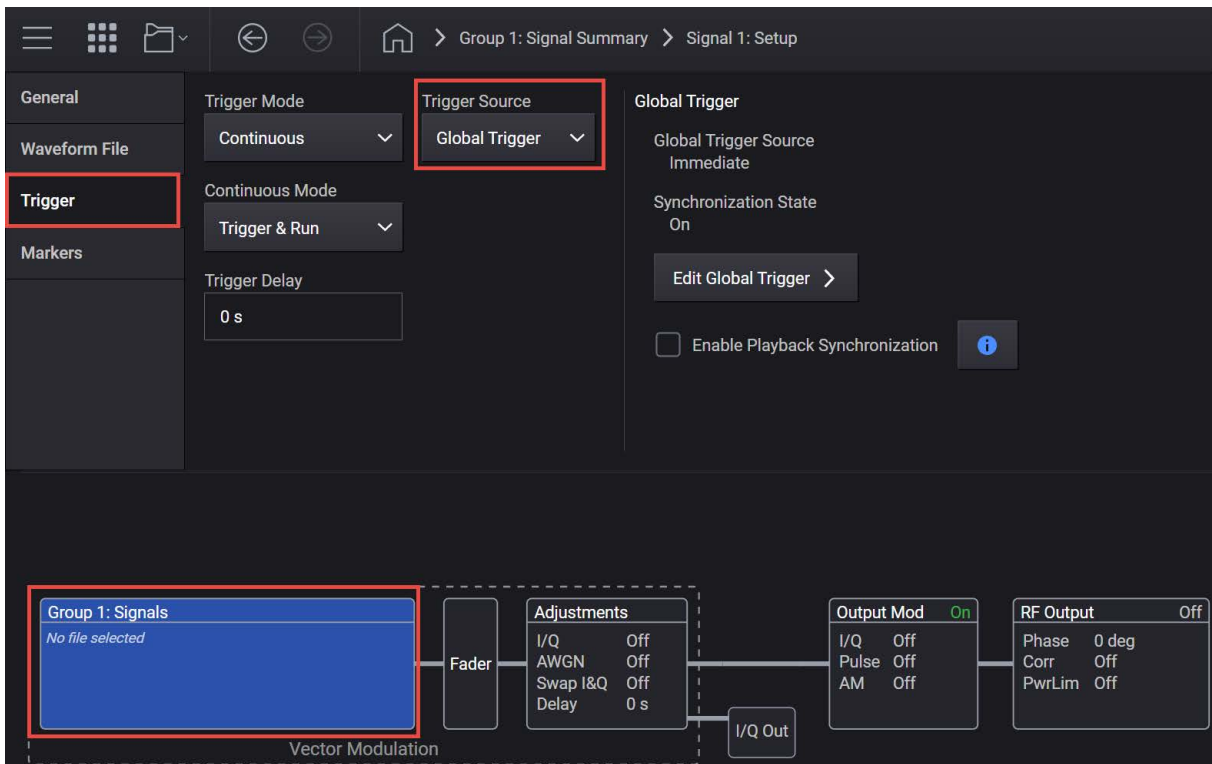 Group 1: Signal Summary
Signal 1: Setup
General
Waveform File
Trigger
Markers
Trigger Mode
Continuous
Trigger Source
Global Trigger
Continuous Mode
Trigger & Run
Trigger Delay
0 s
Global Trigger
Global Trigger Source
Immediate
Synchronization State
On
Edit Global Trigger
Enable Playback Synchronization
Group 1: Signals
No file selected
Fader
Adjustments
I/Q Off
AWGN Off
Swap I&Q Off
Delay 0 s
Vector Modulation
I/Q Out
Output Mod On
I/Q Off
Pulse Off
AM Off
RF Output Off
Phase 0 deg
Corr Off
PwrLim Off